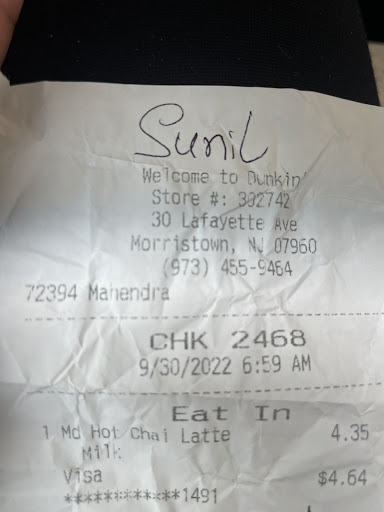 Sunil
Welcome to Dunkin'
Store #: 302742
30 Lafayette Ave
Morristown, NJ 07960
(973) 455-9464
72394 Mahendra
CHK 2468
9/30/2022 6:59 AM
Eat In
1 Md Hot Chai Latte 4.35
Milk
Visa $4.64
************1491